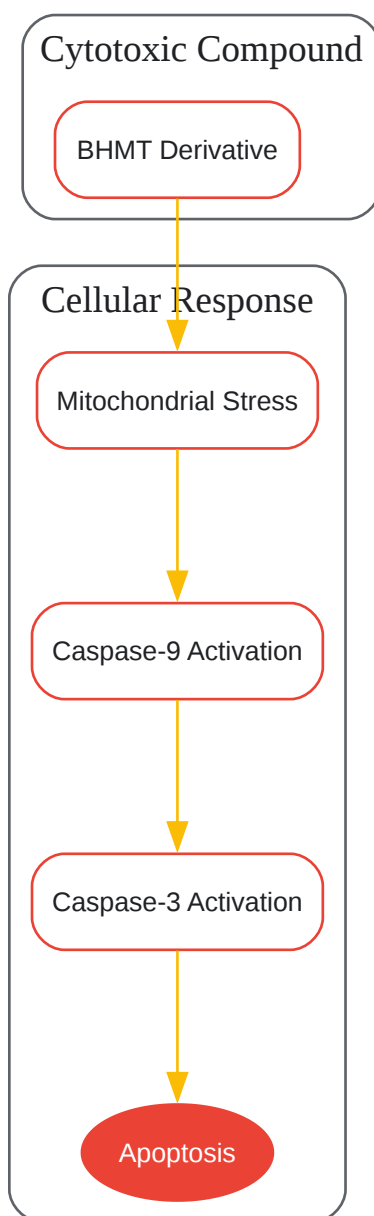 Cytotoxic Compound
BHMT Derivative
Cellular Response
Mitochondrial Stress
Caspase-9 Activation
Caspase-3 Activation
Apoptosis